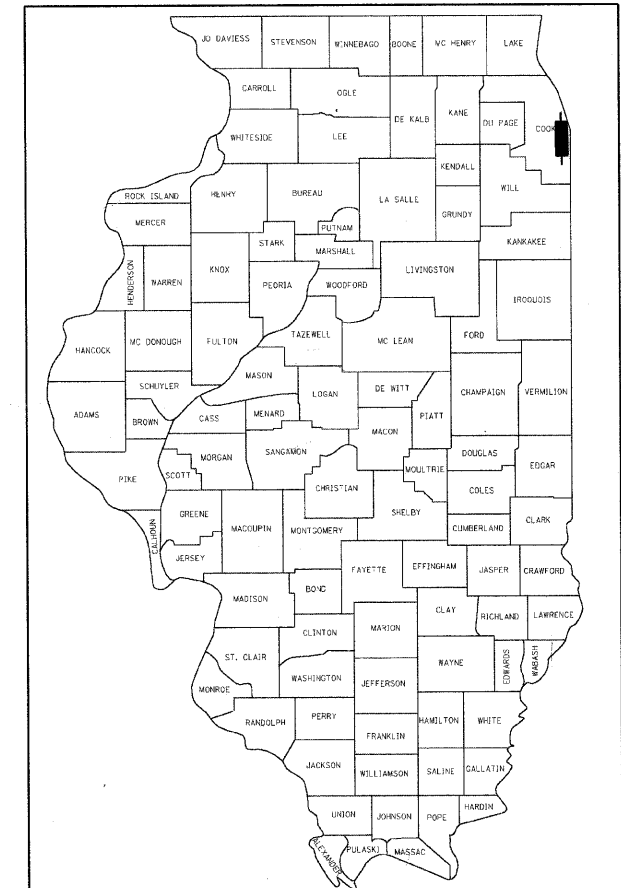 JO DAVIESS STEVENSON WINNEBAGO BOONE MC HENRY LAKE
CARROLL OGLE DE KALB KANE DU PAGE COOK
WHITESIDE LEE
KENDALL WILL
ROCK ISLAND HENRY BUREAU LA SALLE GRUNDY
MERCER PUTNAM
STARK MARSHALL KANKAKEE
HENDERSON WARREN KNOX PEORIA WOODFORD LIVINGSTON IROQUOIS
HANCOCK MC DONOUGH FULTON TAZEWELL MC LEAN FORD
SCHUYLER MASON LOGAN DE WITT CHAMPAIGN VERMILION
ADAMS BROWN CASS MENARD MACON PIATT
PIKE SCOTT MORGAN SANGAMON MOULTRIE DOUGLAS EDGAR
CHRISTIAN COLES
GREENE MACOUPIN MONTGOMERY SHELBY CUMBERLAND CLARK
CALHOUN JERSEY
FAYETTE EFFINGHAM JASPER CRAWFORD
MADISON BOND
CLAY RICHLAND LAWRENCE
CLINTON MARION
ST. CLAIR WAYNE EDWARDS WABASH
WASHINGTON JEFFERSON
MONROE
RANDOLPH PERRY HAMILTON WHITE
FRANKLIN
JACKSON WILLIAMSON SALINE GALLATIN
UNION JOHNSON POPE HARDIN
ALEXANDER PULASKI MASSAC